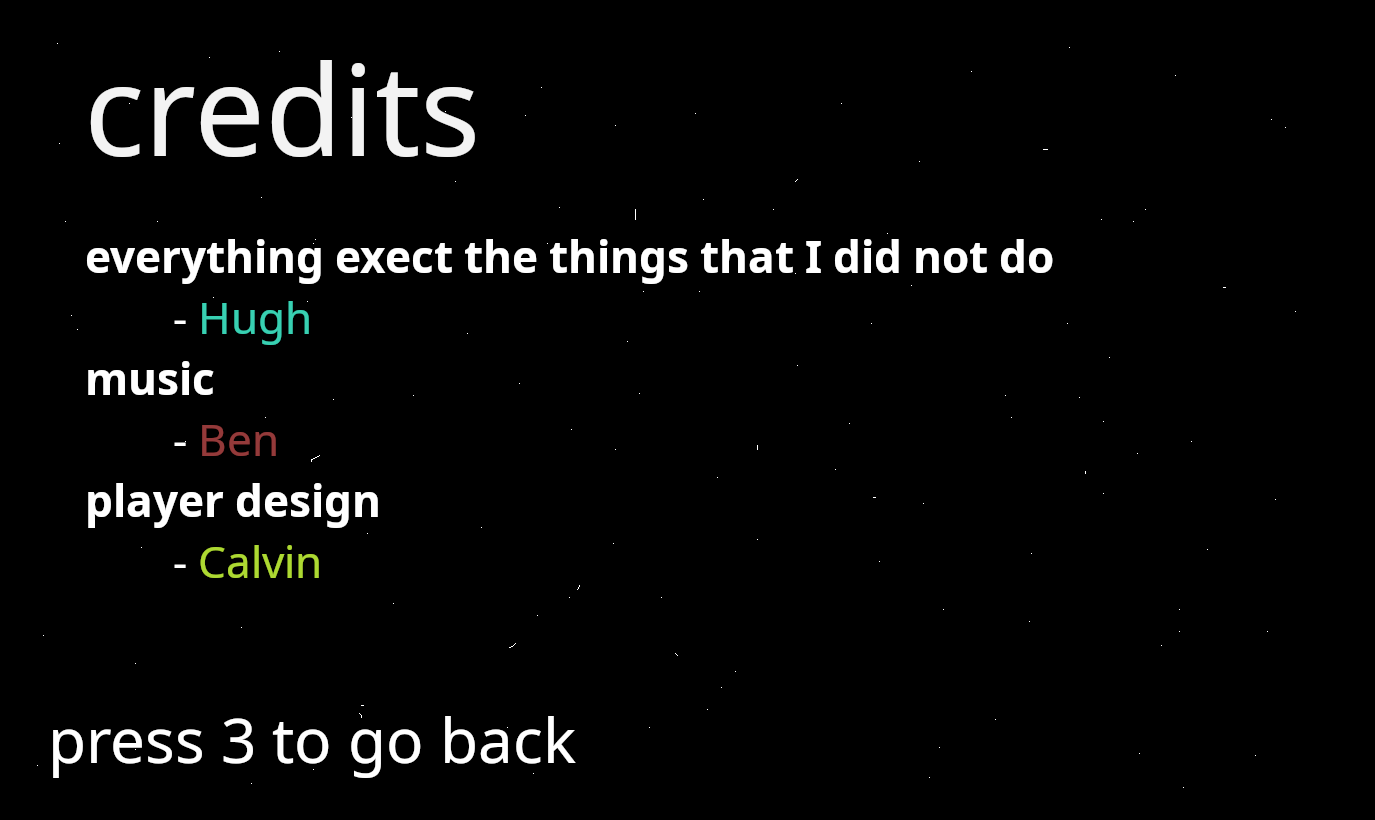 credits
everything exect the things that I did not do
- Hugh
music
- Ben
player design
- Calvin
press 3 to go back